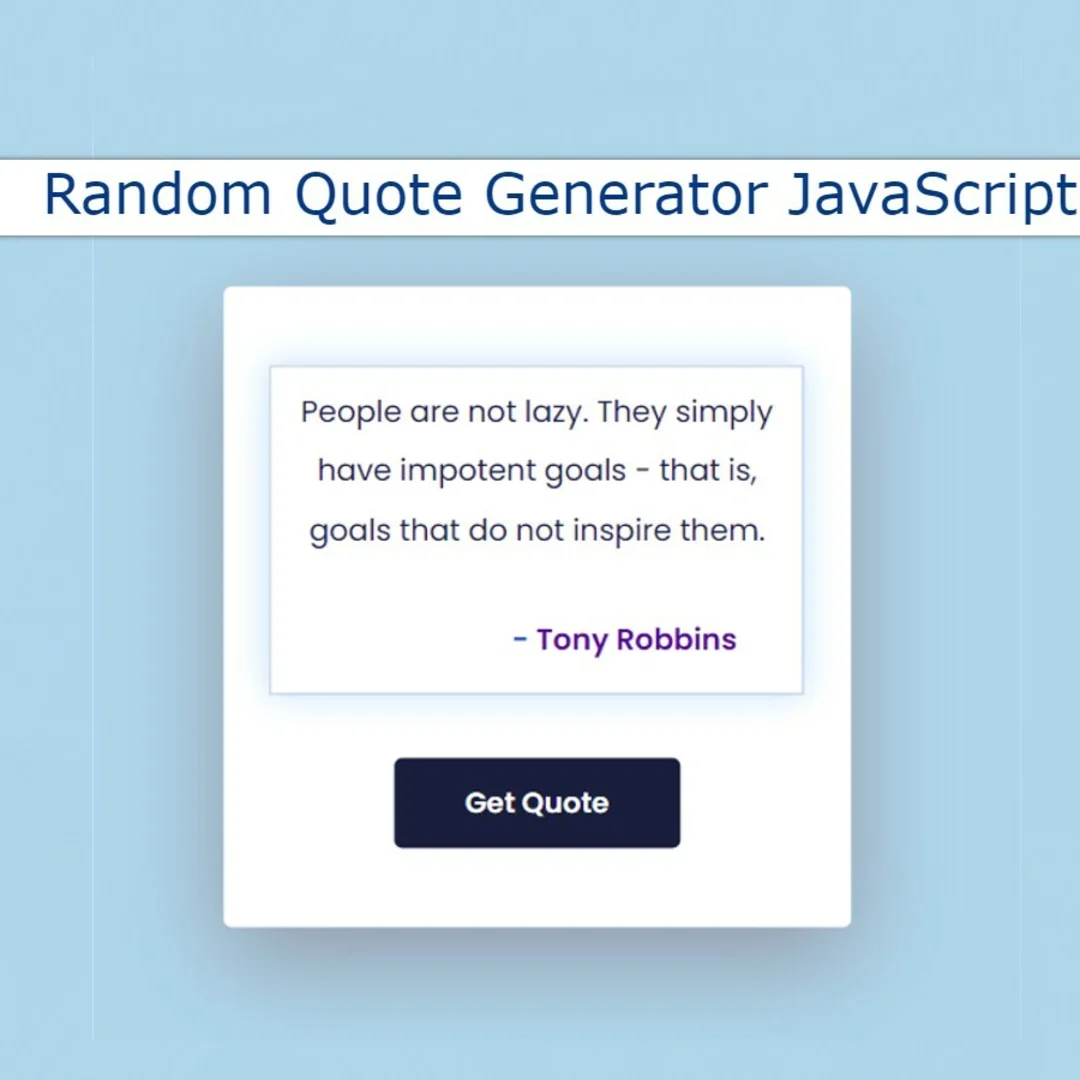 Random Quote Generator JavaScript
People are not lazy. They simply
have impotent goals - that is,
goals that do not inspire them.
- Tony Robbins
Get Quote